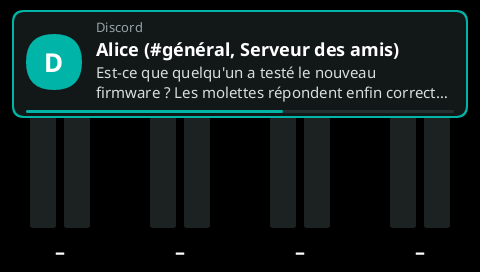 Discord
D
Alice (#général, Serveur des amis)
Est-ce que quelqu'un a testé le nouveau
firmware ? Les molettes répondent enfin correct...
– – – –